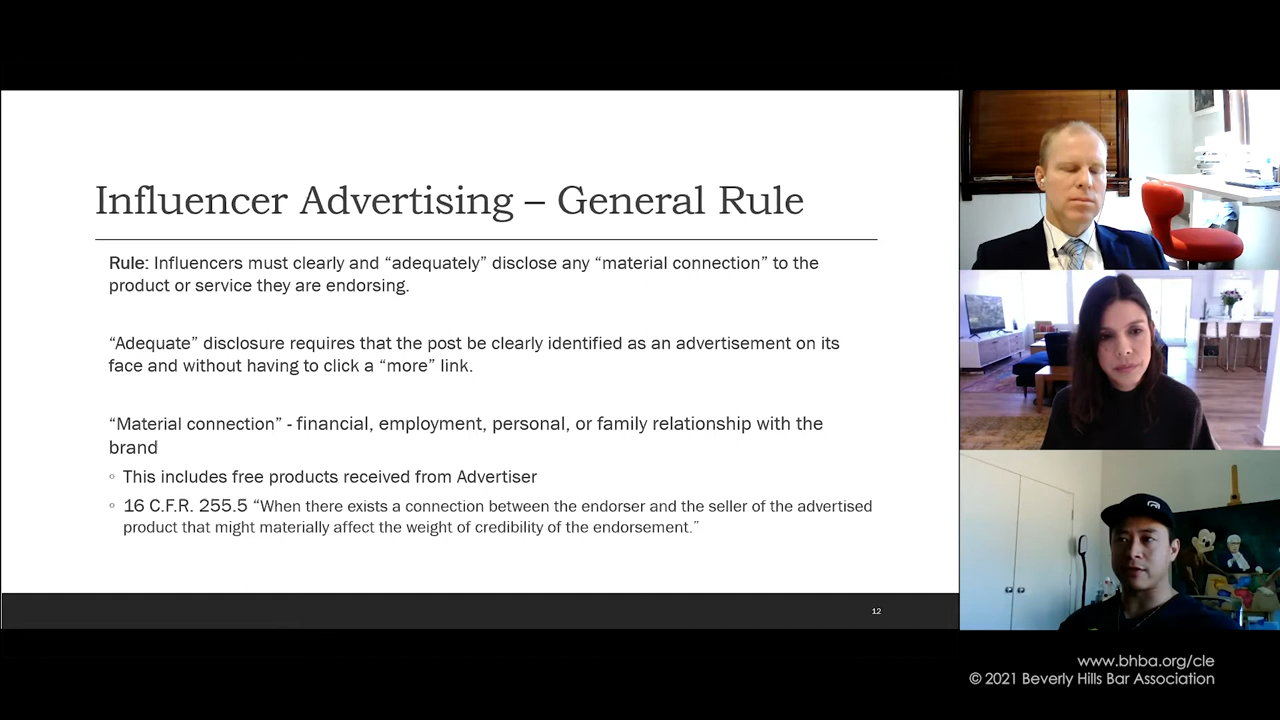 Influencer Advertising – General Rule
Rule: Influencers must clearly and “adequately” disclose any “material connection” to the
product or service they are endorsing.
“Adequate” disclosure requires that the post be clearly identified as an advertisement on its
face and without having to click a “more” link.
“Material connection” - financial, employment, personal, or family relationship with the
brand
◦ This includes free products received from Advertiser
◦ 16 C.F.R. 255.5 “When there exists a connection between the endorser and the seller of the advertised
product that might materially affect the weight of credibility of the endorsement.”
12
www.bhba.org/cle
© 2021 Beverly Hills Bar Association